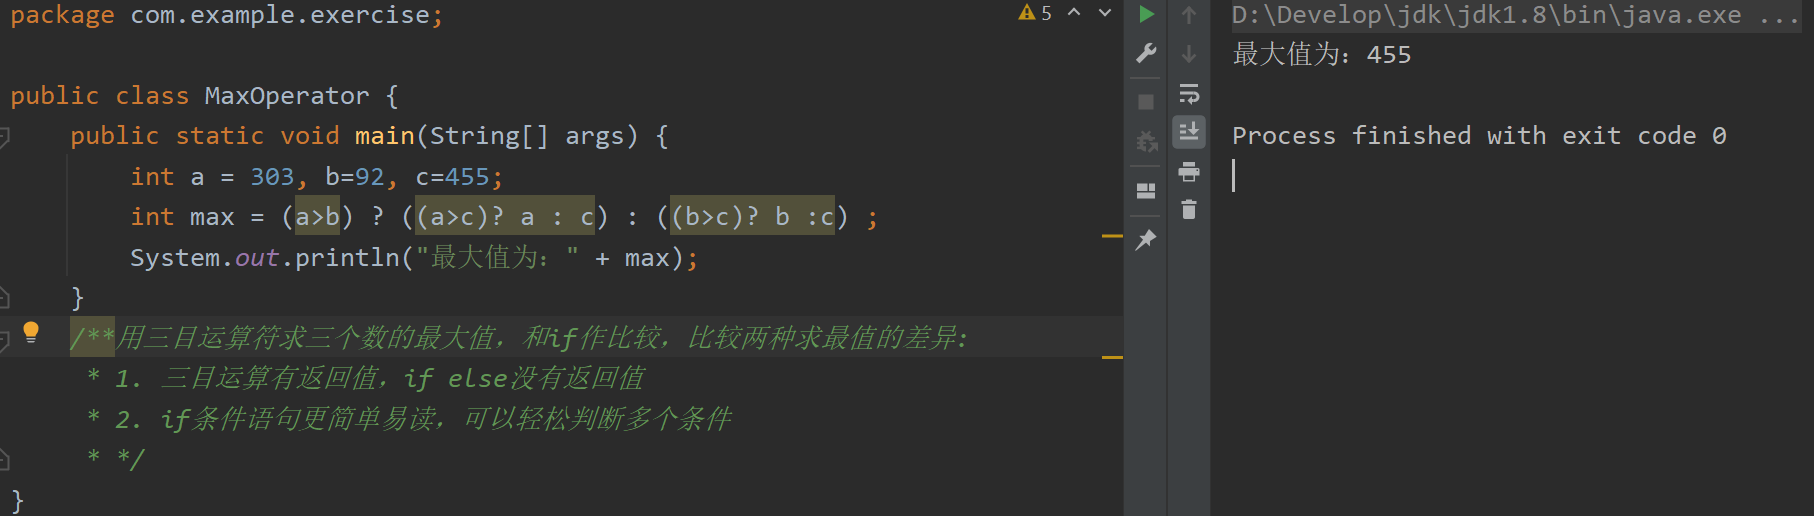 package com.example.exercise;
5
public class MaxOperator {
public static void main(String[] args) {
int a = 303, b=92, c=455;
int max = (a>b) ? ((a>c)? a : c) : ((b>c)? b :c) ;
System.out.println("最大值为：" + max);
}
/**用三目运算符求三个数的最大值，和if作比较，比较两种求最值的差异:
* 1. 三目运算有返回值，if else没有返回值
* 2. if条件语句更简单易读，可以轻松判断多个条件
* */
}
D:\Develop\jdk\jdk1.8\bin\java.exe ...
最大值为：455
Process finished with exit code 0